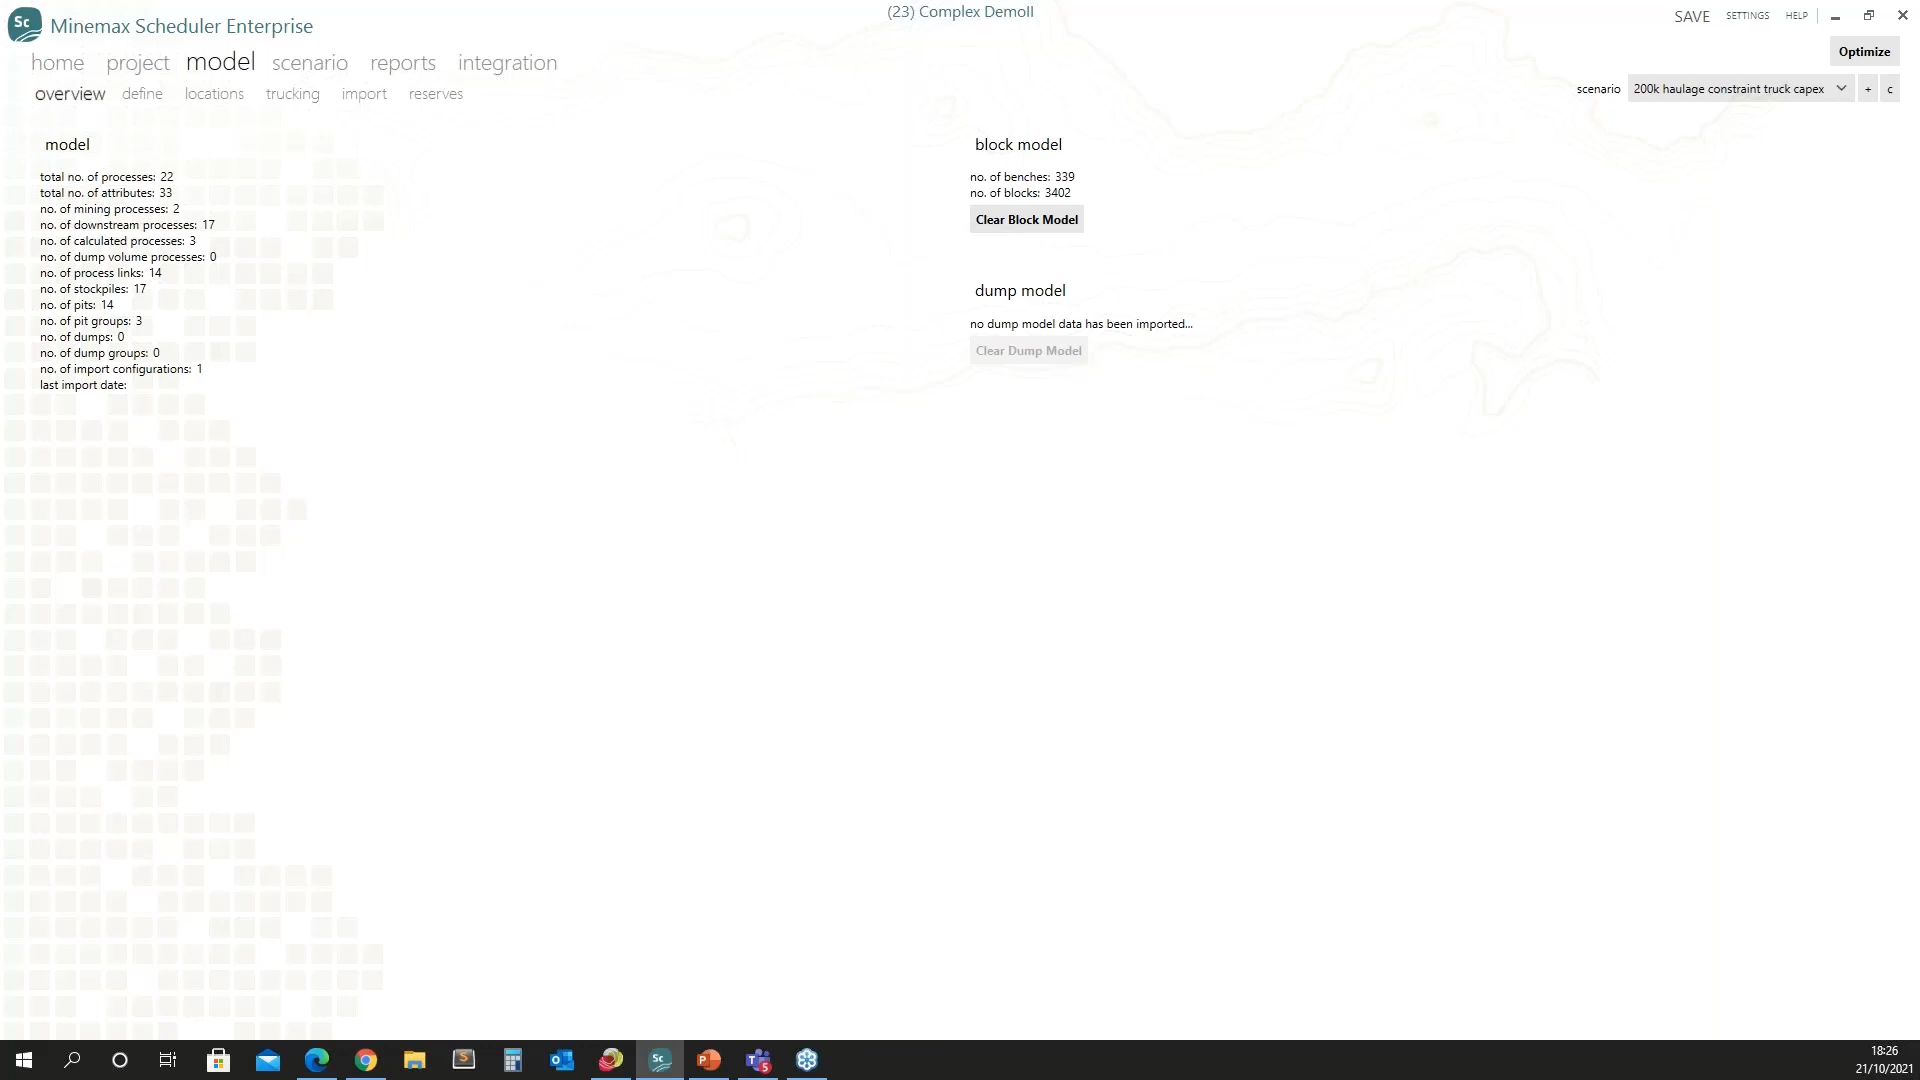 (23) Complex DemoII
Sc
Minemax Scheduler Enterprise
SAVE SETTINGS HELP
home project model scenario reports integration
Optimize
overview define locations trucking import reserves
scenario 200k haulage constraint truck capex + c
model
total no. of processes: 22
total no. of attributes: 33
no. of mining processes: 2
no. of downstream processes: 17
no. of calculated processes: 3
no. of dump volume processes: 0
no. of process links: 14
no. of stockpiles: 17
no. of pits: 14
no. of pit groups: 3
no. of dumps: 0
no. of dump groups: 0
no. of import configurations: 1
last import date:
block model
no. of benches: 339
no. of blocks: 3402
Clear Block Model
dump model
no dump model data has been imported...
Clear Dump Model
S
Sc
P
T
5
18:26
21/10/2021